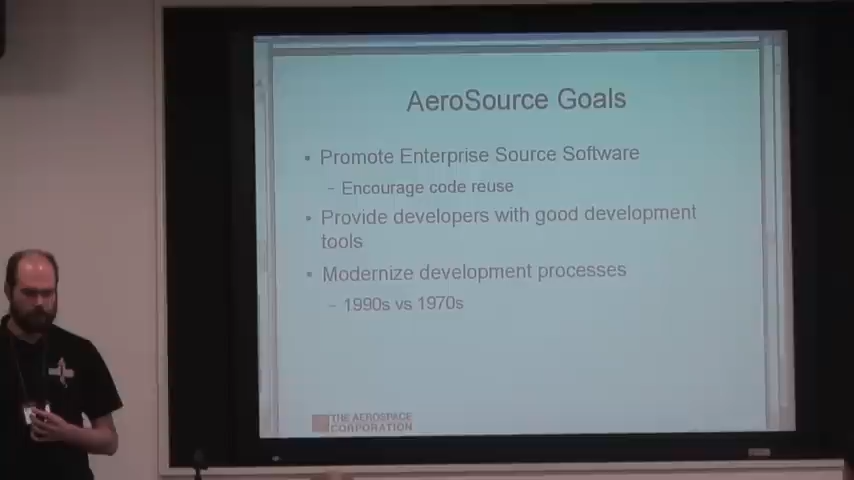 AeroSource Goals
• Promote Enterprise Source Software
– Encourage code reuse
• Provide developers with good development
tools
• Modernize development processes
– 1990s vs 1970s
THE AEROSPACE
CORPORATION